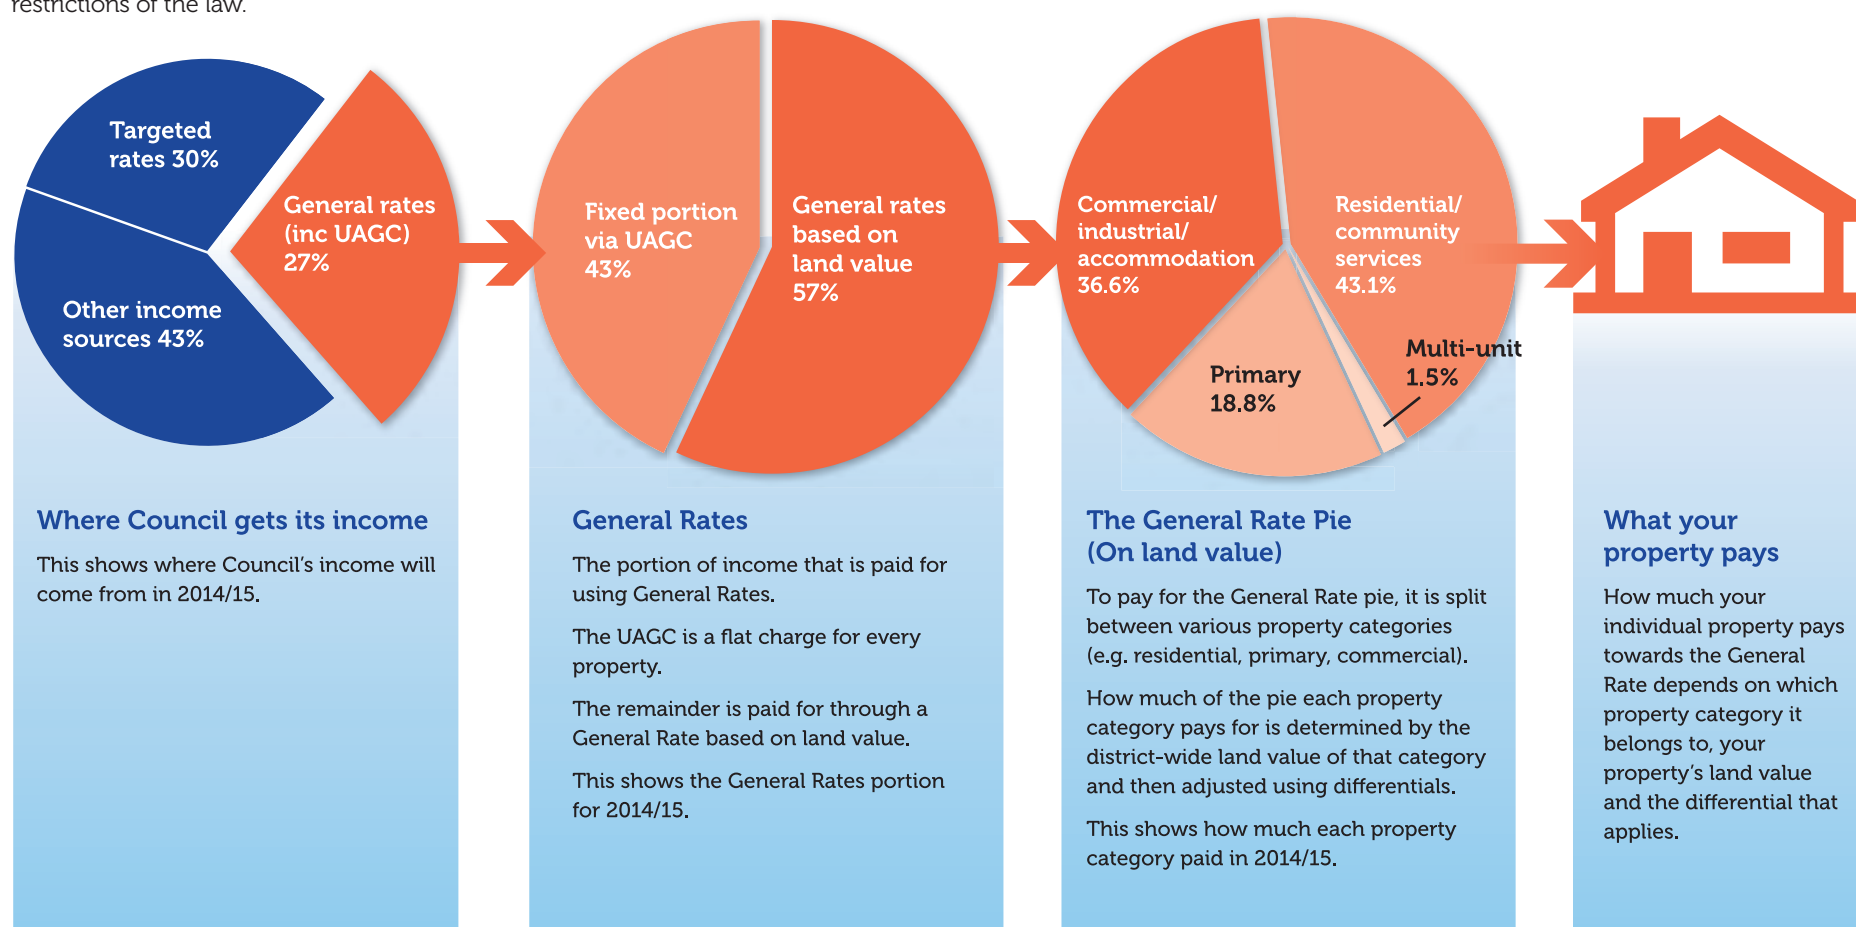 restrictions of the law.
Targeted
rates 30%
General rates
(inc UAGC)
27%
Other income
sources 43%
Fixed portion
via UAGC
43%
General rates
based on
land value
57%
Commercial/
industrial/
accommodation
36.6%
Residential/
community
services
43.1%
Multi-unit
1.5%
Primary
18.8%
Where Council gets its income
This shows where Council's income will
come from in 2014/15.
General Rates
The portion of income that is paid for
using General Rates.
The UAGC is a flat charge for every
property.
The remainder is paid for through a
General Rate based on land value.
This shows the General Rates portion
for 2014/15.
The General Rate Pie
(On land value)
To pay for the General Rate pie, it is split
between various property categories
(e.g. residential, primary, commercial).
How much of the pie each property
category pays for is determined by the
district-wide land value of that category
and then adjusted using differentials.
This shows how much each property
category paid in 2014/15.
What your
property pays
How much your
individual property pays
towards the General
Rate depends on which
property category it
belongs to, your
property's land value
and the differential that
applies.